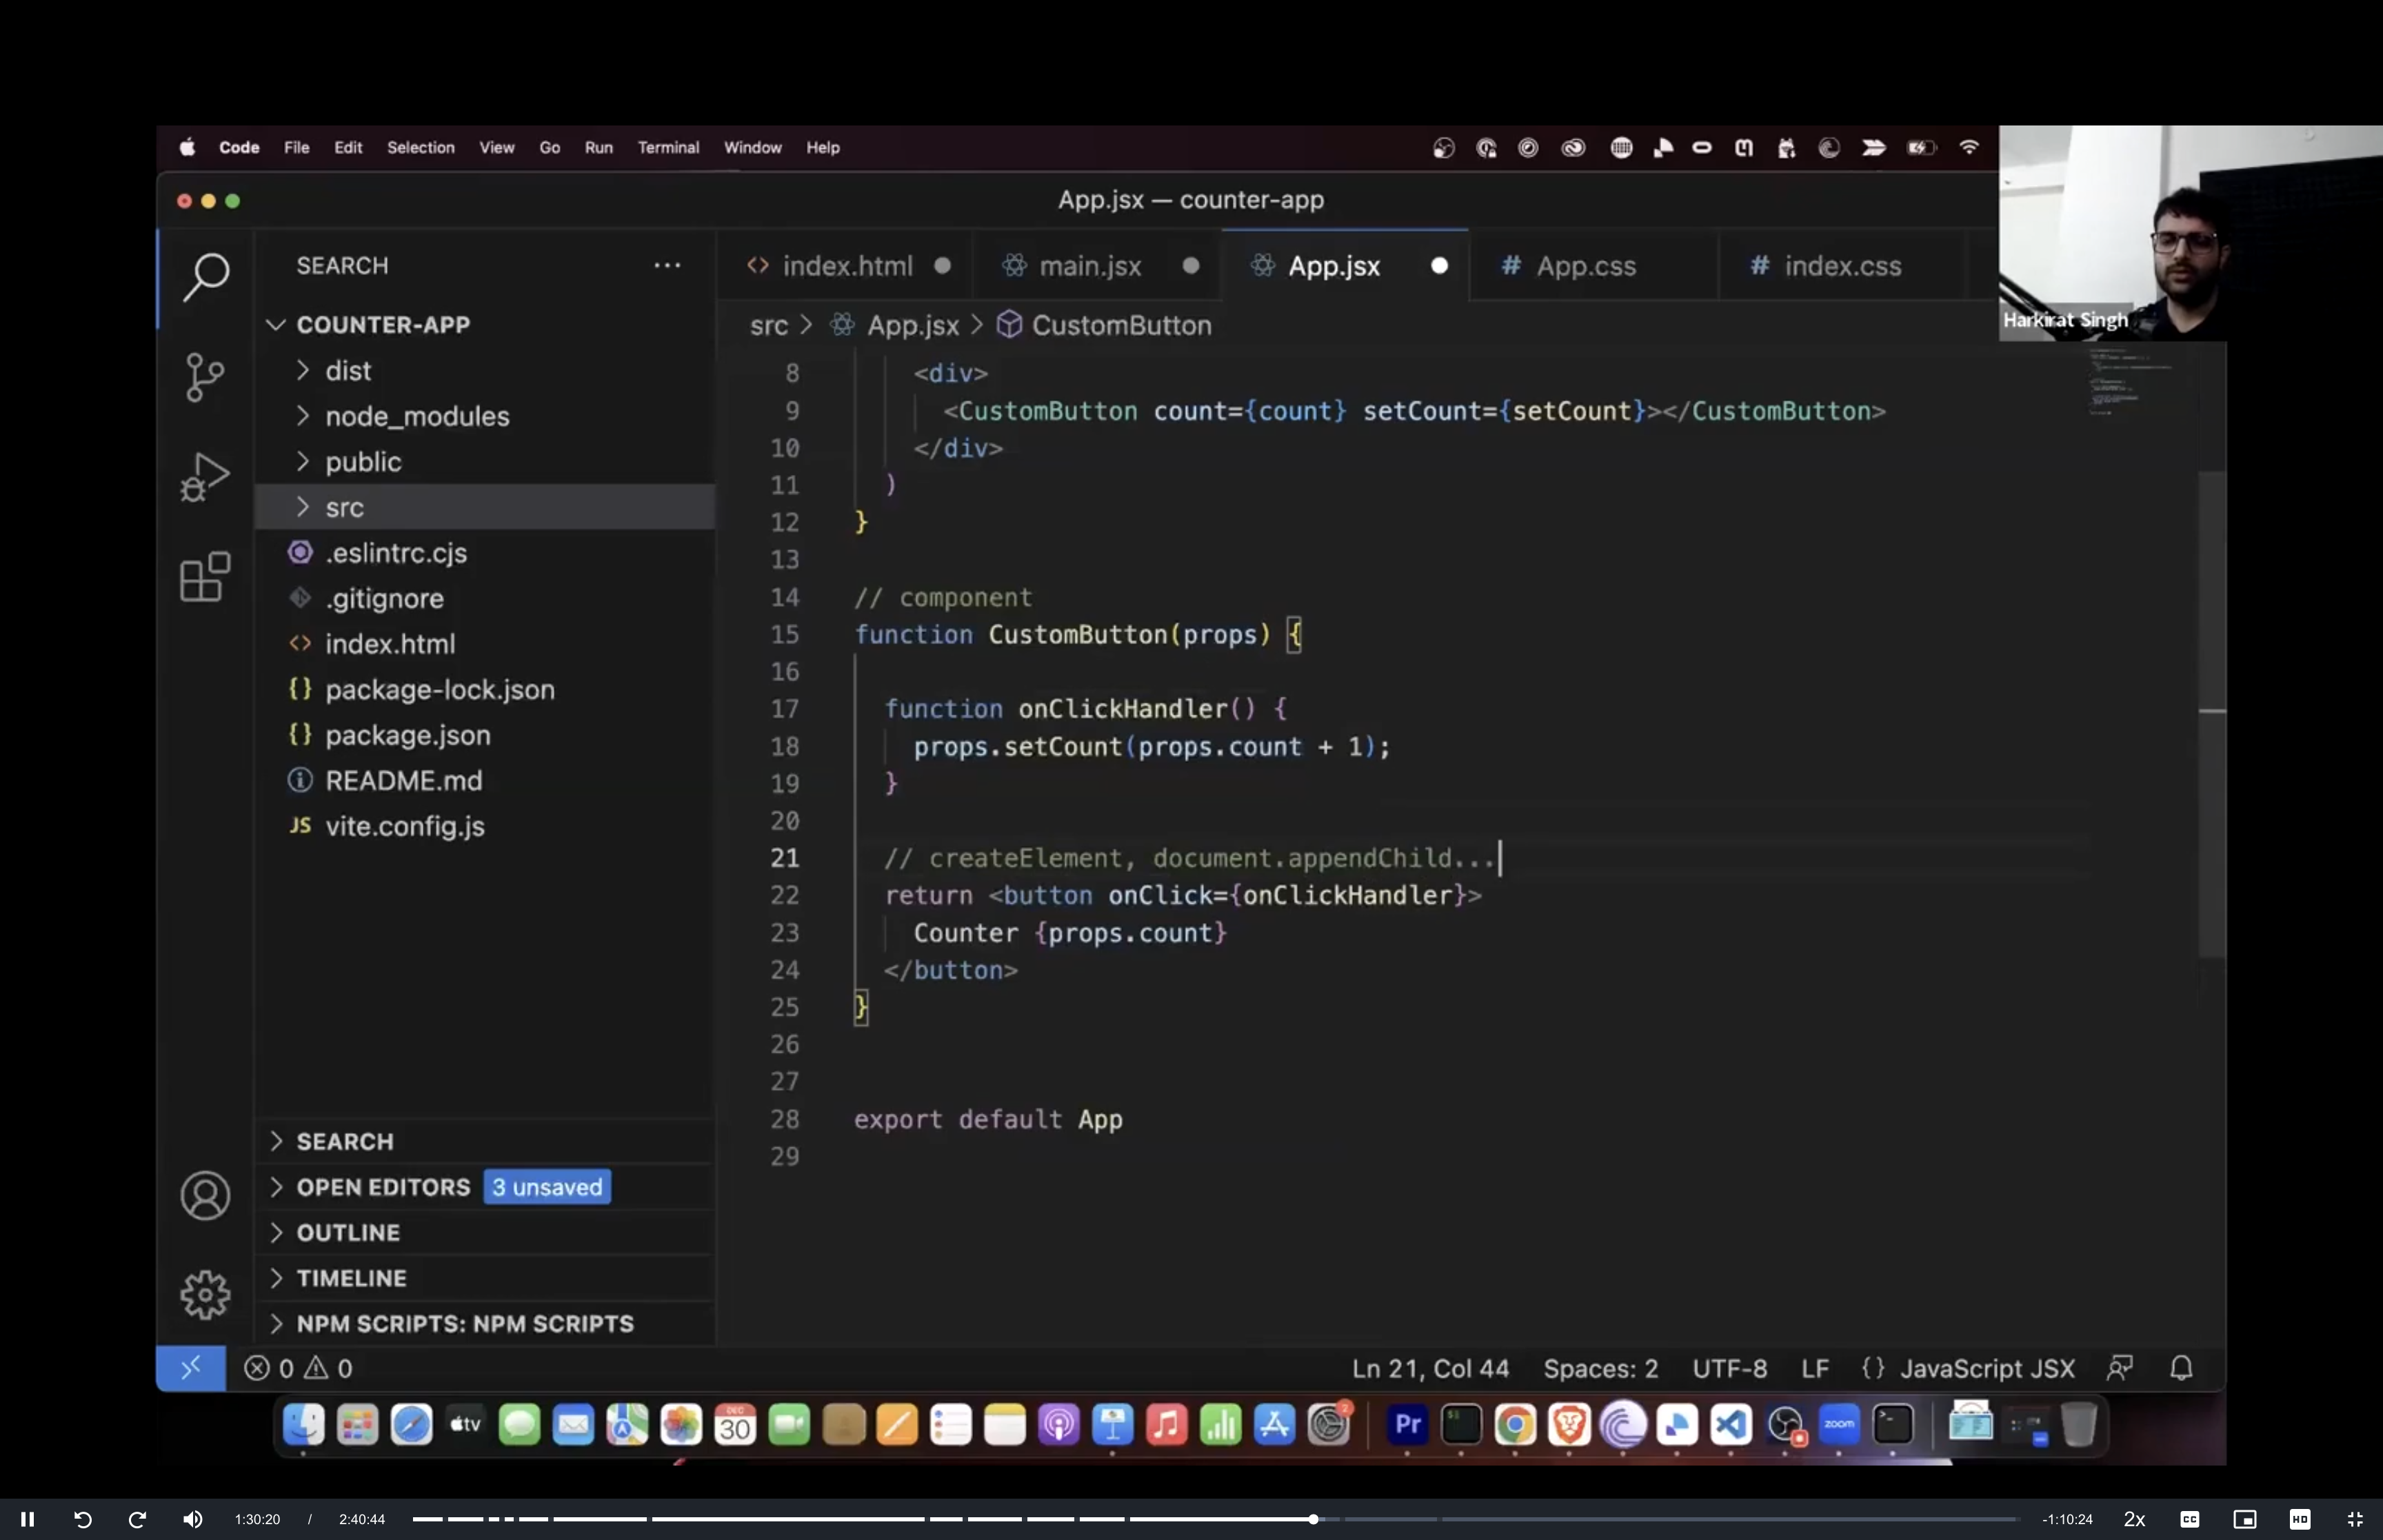 Code File Edit Selection View Go Run Terminal Window Help
App.jsx — counter-app
Harkirat Singh
SEARCH ...
COUNTER-APP
dist
node_modules
public
src
.eslintrc.cjs
.gitignore
index.html
package-lock.json
package.json
README.md
JS vite.config.js
SEARCH
OPEN EDITORS 3 unsaved
OUTLINE
TIMELINE
NPM SCRIPTS: NPM SCRIPTS
index.html main.jsx App.jsx # App.css # index.css
src > App.jsx > CustomButton
8 <div>
9 <CustomButton count={count} setCount={setCount}></CustomButton>
10 </div>
11 )
12 }
13
14 // component
15 function CustomButton(props) {
16
17 function onClickHandler() {
18 props.setCount(props.count + 1);
19 }
20
21 // createElement, document.appendChild...
22 return <button onClick={onClickHandler}>
23 Counter {props.count}
24 </button>
25 }
26
27
28 export default App
29
0 0 Ln 21, Col 44 Spaces: 2 UTF-8 LF {} JavaScript JSX
tv DEC 30 2 Pr $1 zoom >_
1:30:20 / 2:40:44 -1:10:24 2x CC HD